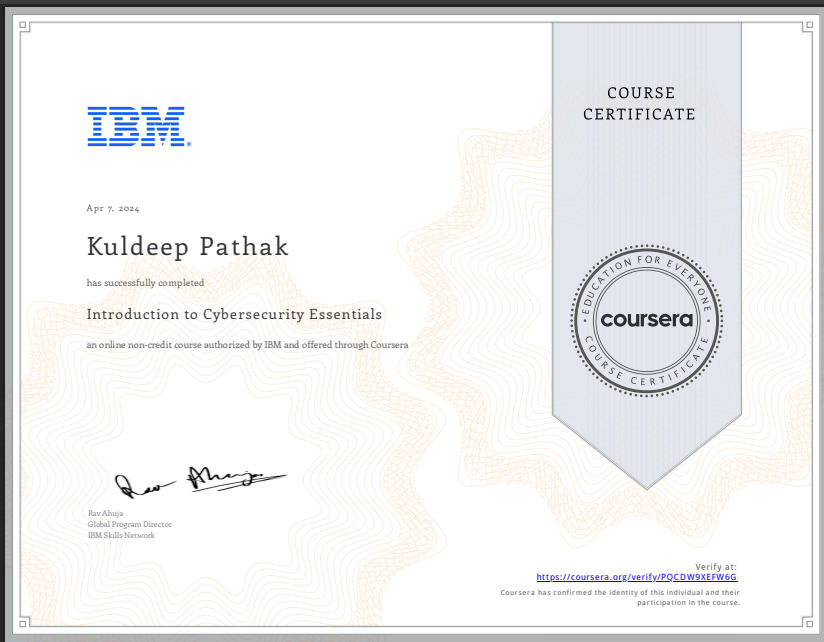 COURSE
CERTIFICATE
IBM®
Apr 7, 2024
Kuldeep Pathak
has successfully completed
Introduction to Cybersecurity Essentials
an online non-credit course authorized by IBM and offered through Coursera
EDUCATION FOR EVERYONE
coursera
COURSE CERTIFICATE
Rav Ahuja
Rav Ahuja
Global Program Director
IBM Skills Network
Verify at:
https://coursera.org/verify/PQCDW9XEFW6G
Coursera has confirmed the identity of this individual and their
participation in the course.